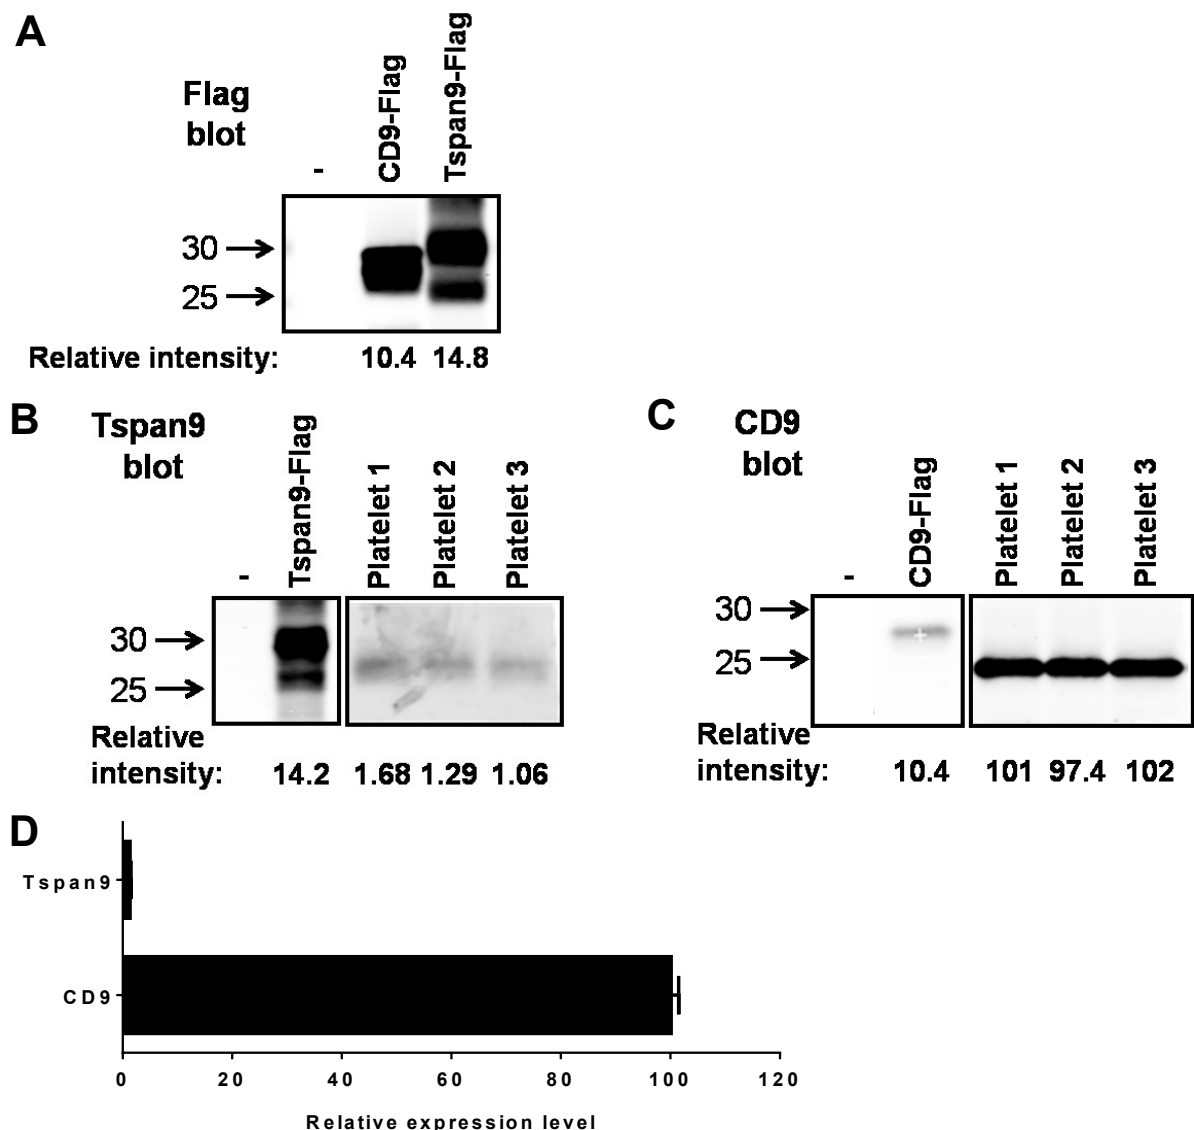 A
Flag
blot
-
CD9-Flag
Tspan9-Flag
30
25
Relative intensity:
10.4 14.8
B
Tspan9
blot
-
Tspan9-Flag
Platelet 1
Platelet 2
Platelet 3
30
25
Relative
intensity:
14.2 1.68 1.29 1.06
C
CD9
blot
-
CD9-Flag
Platelet 1
Platelet 2
Platelet 3
30
25
Relative
intensity:
10.4 101 97.4 102
D
Tspan9
CD9
0 20 40 60 80 100 120
Relative expression level